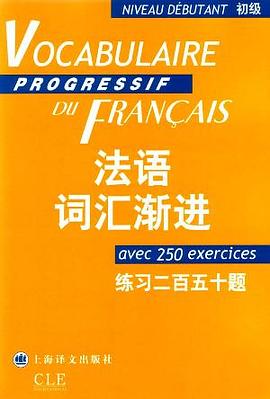 NIVEAU DÉBUTANT 初级
VOCABULAIRE
PROGRESSIF
DU FRANÇAIS
法语
词汇渐进
avec 250 exercices
练习二百五十题
上海译文出版社
CLE